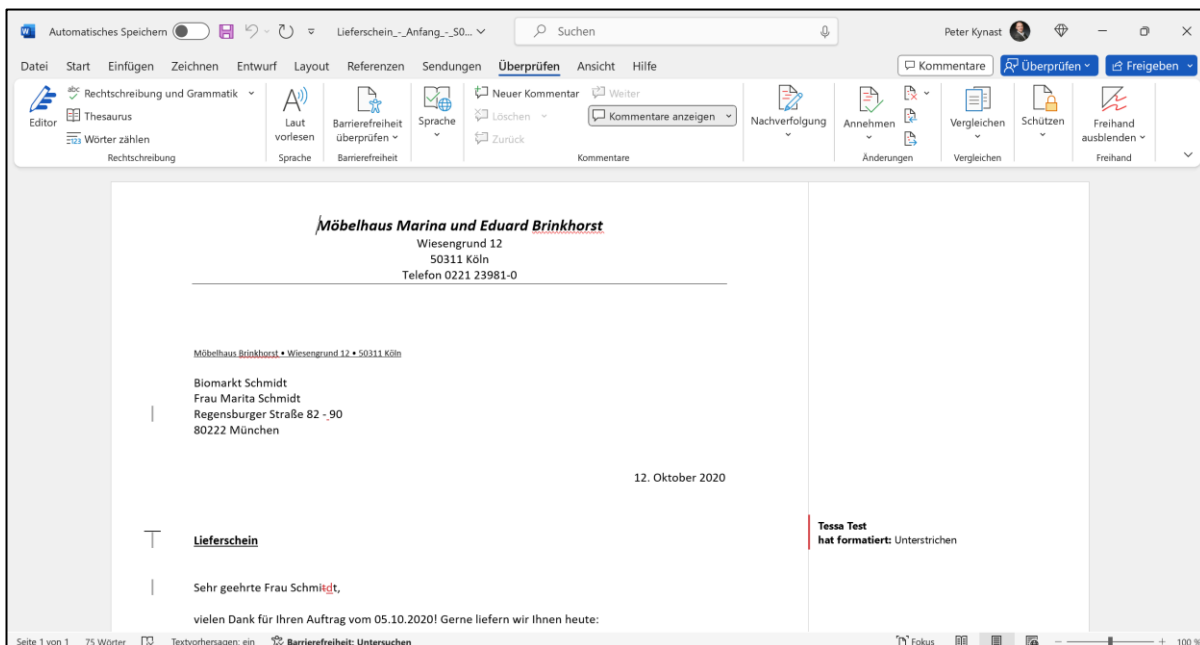 Automatisches Speichern Lieferschein_-_Anfang_-_S0... Suchen Peter Kynast
Datei Start Einfügen Zeichnen Entwurf Layout Referenzen Sendungen Überprüfen Ansicht Hilfe Kommentare Überprüfen Freigeben
Editor
abc Rechtschreibung und Grammatik
Thesaurus
123 Wörter zählen
Rechtschreibung
Laut vorlesen
Sprache
Barrierefreiheit überprüfen
Barrierefreiheit
Sprache
Neuer Kommentar
Löschen
Zurück
Weiter
Kommentare anzeigen
Kommentare
Nachverfolgung
Annehmen
Änderungen
Vergleichen
Vergleichen
Schützen
Freihand ausblenden
Freihand
Möbelhaus Marina und Eduard Brinkhorst
Wiesengrund 12
50311 Köln
Telefon 0221 23981-0
Möbelhaus Brinkhorst • Wiesengrund 12 • 50311 Köln
Biomarkt Schmidt
Frau Marita Schmidt
Regensburger Straße 82 - 90
80222 München
12. Oktober 2020
Lieferschein
Tessa Test
hat formatiert: Unterstrichen
Sehr geehrte Frau Schmitdt,
vielen Dank für Ihren Auftrag vom 05.10.2020! Gerne liefern wir Ihnen heute:
Seite 1 von 1 75 Wörter Textvorhersagen: ein Barrierefreiheit: Untersuchen Fokus 100 %